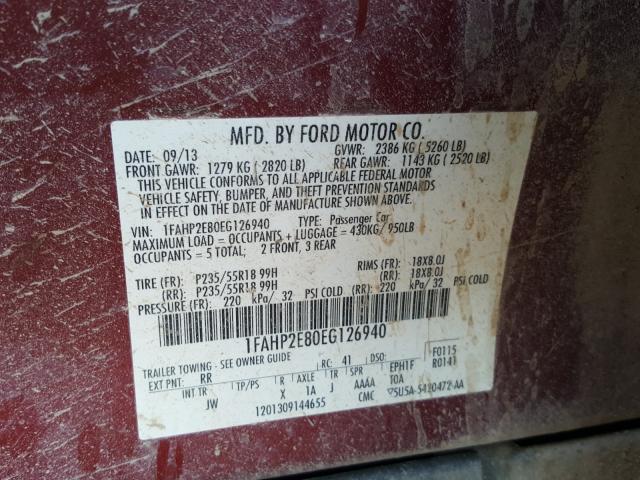 MFD. BY FORD MOTOR CO.
DATE: 09/13 GVWR: 2386 KG ( 5260 LB)
FRONT GAWR: 1279 KG ( 2820 LB) REAR GAWR: 1143 KG ( 2520 LB)
THIS VEHICLE CONFORMS TO ALL APPLICABLE FEDERAL MOTOR
VEHICLE SAFETY, BUMPER, AND THEFT PREVENTION STANDARDS
IN EFFECT ON THE DATE OF MANUFACTURE SHOWN ABOVE.
VIN: 1FAHP2E80EG126940 TYPE: Passenger Car
MAXIMUM LOAD = OCCUPANTS + LUGGAGE = 430KG/ 950LB
OCCUPANTS = 5 TOTAL; 2 FRONT, 3 REAR
TIRE (FR): P235/55R18 99H RIMS (FR): 18X8.0J
(RR): P235/55R18 99H (RR): 18X8.0J
PRESSURE (FR): 220 kPa/ 32 PSI COLD (RR): 220 kPa/ 32 PSI COLD
1FAHP2E80EG126940
TRAILER TOWING - SEE OWNER GUIDE
EXT PNT: RR RC: 41 DSO: F0115
R0141
INT TR TP/PS R AXLE TR SPR EPHTF
JW X 1A J AAAA TOA
1201309144655 CMC